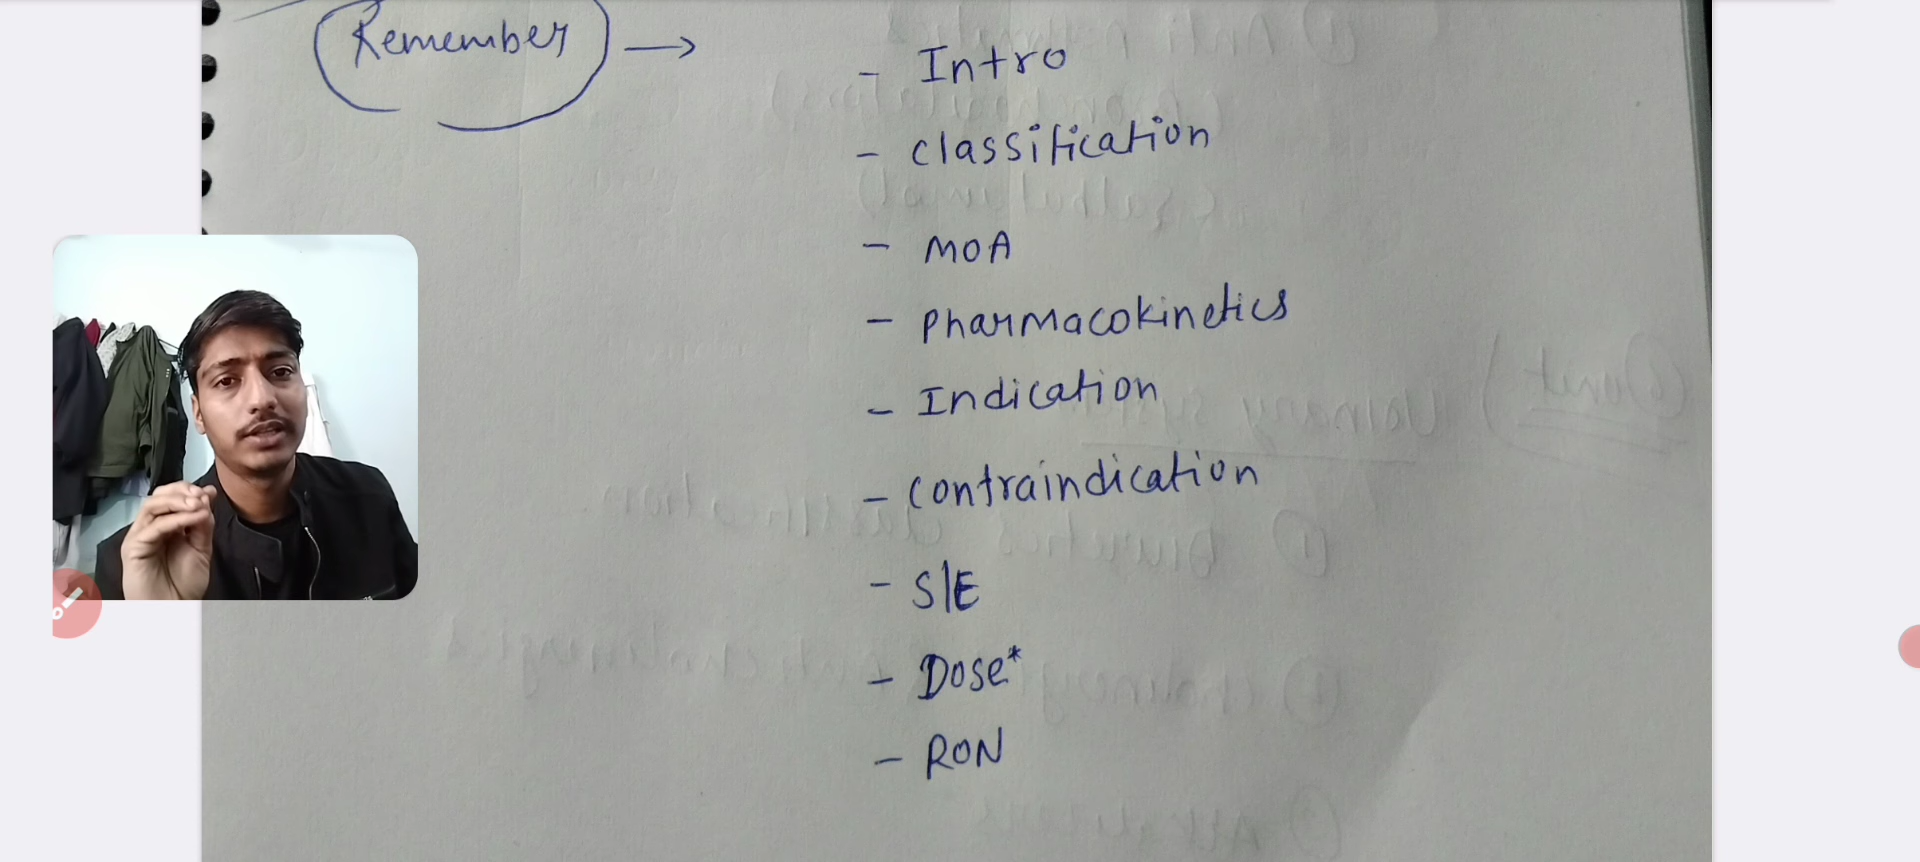 Remember →
- Intro
- classification
- MOA
- pharmacokinetics
- Indication
- contraindication
- S/E
- Dose*
- RON